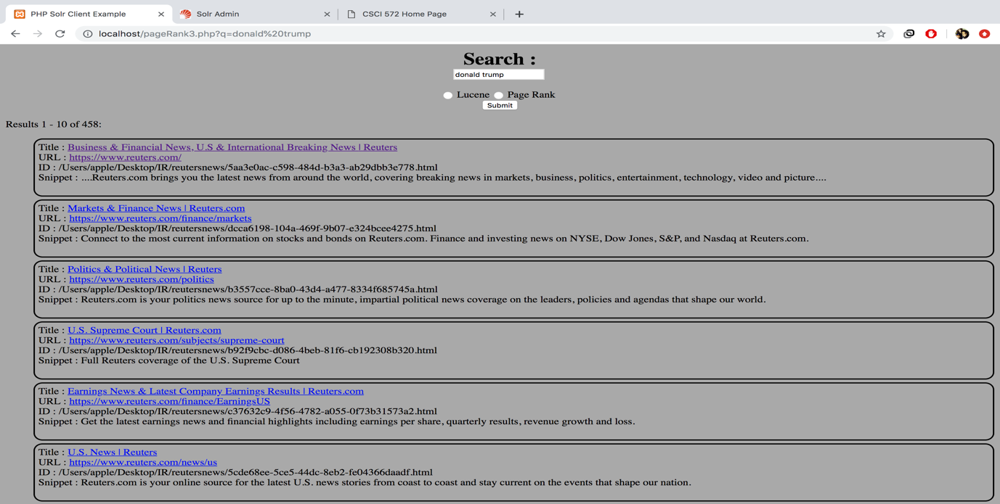 PHP Solr Client Example
Solr Admin
CSCI 572 Home Page
localhost/pageRank3.php?q=donald%20trump
Search :
donald trump
Lucene Page Rank
Submit
Results 1 - 10 of 458:
Title : Business & Financial News, U.S & International Breaking News | Reuters
URL : https://www.reuters.com/
ID : /Users/apple/Desktop/IR/reutersnews/5aa3e0ac-c598-484d-b3a3-ab29dbb3e778.html
Snippet : ....Reuters.com brings you the latest news from around the world, covering breaking news in markets, business, politics, entertainment, technology, video and picture....
Title : Markets & Finance News | Reuters.com
URL : https://www.reuters.com/finance/markets
ID : /Users/apple/Desktop/IR/reutersnews/dcca6198-104a-469f-9b07-e324bcee4275.html
Snippet : Connect to the most current information on stocks and bonds on Reuters.com. Finance and investing news on NYSE, Dow Jones, S&P, and Nasdaq at Reuters.com.
Title : Politics & Political News | Reuters
URL : https://www.reuters.com/politics
ID : /Users/apple/Desktop/IR/reutersnews/b3557cce-8ba0-43d4-a477-8334f685745a.html
Snippet : Reuters.com is your politics news source for up to the minute, impartial political news coverage on the leaders, policies and agendas that shape our world.
Title : U.S. Supreme Court | Reuters.com
URL : https://www.reuters.com/subjects/supreme-court
ID : /Users/apple/Desktop/IR/reutersnews/b92f9cbc-d086-4beb-81f6-cb192308b320.html
Snippet : Full Reuters coverage of the U.S. Supreme Court
Title : Earnings News & Latest Company Earnings Results | Reuters.com
URL : https://www.reuters.com/finance/EarningsUS
ID : /Users/apple/Desktop/IR/reutersnews/c37632c9-4f56-4782-a055-0f73b31573a2.html
Snippet : Get the latest earnings news and financial highlights including earnings per share, quarterly results, revenue growth and loss.
Title : U.S. News | Reuters
URL : https://www.reuters.com/news/us
ID : /Users/apple/Desktop/IR/reutersnews/5cde68ee-5ce5-44dc-8eb2-fe04366daadf.html
Snippet : Reuters.com is your online source for the latest U.S. news stories from coast to coast and stay current on the events that shape our nation.